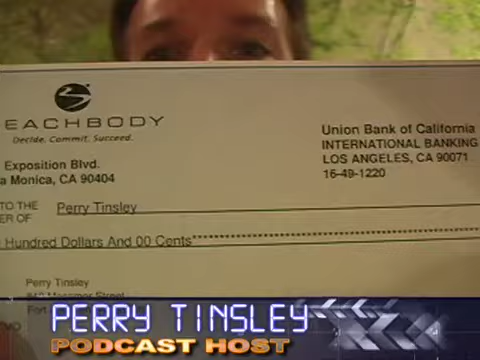 EACHBODY
Decide. Commit. Succeed.
Exposition Blvd.
a Monica, CA 90404
Union Bank of California
INTERNATIONAL BANKING
LOS ANGELES, CA 90071
16-49-1220
TO THE
ER OF
Perry Tinsley
Hundred Dollars And 00 Cents
Perry Tinsley
Street
PERRY TINSLEY
PODCAST HOST